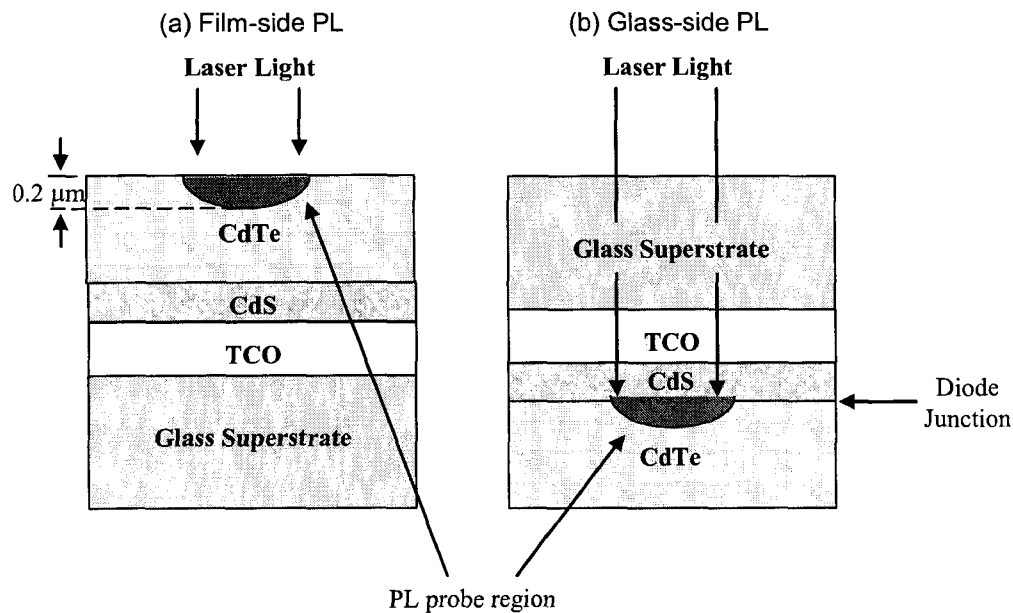 (a) Film-side PL
Laser Light
0.2 μm
CdTe
CdS
TCO
Glass Superstrate
(b) Glass-side PL
Laser Light
Glass Superstrate
TCO
CdS
CdTe
Diode
Junction
PL probe region